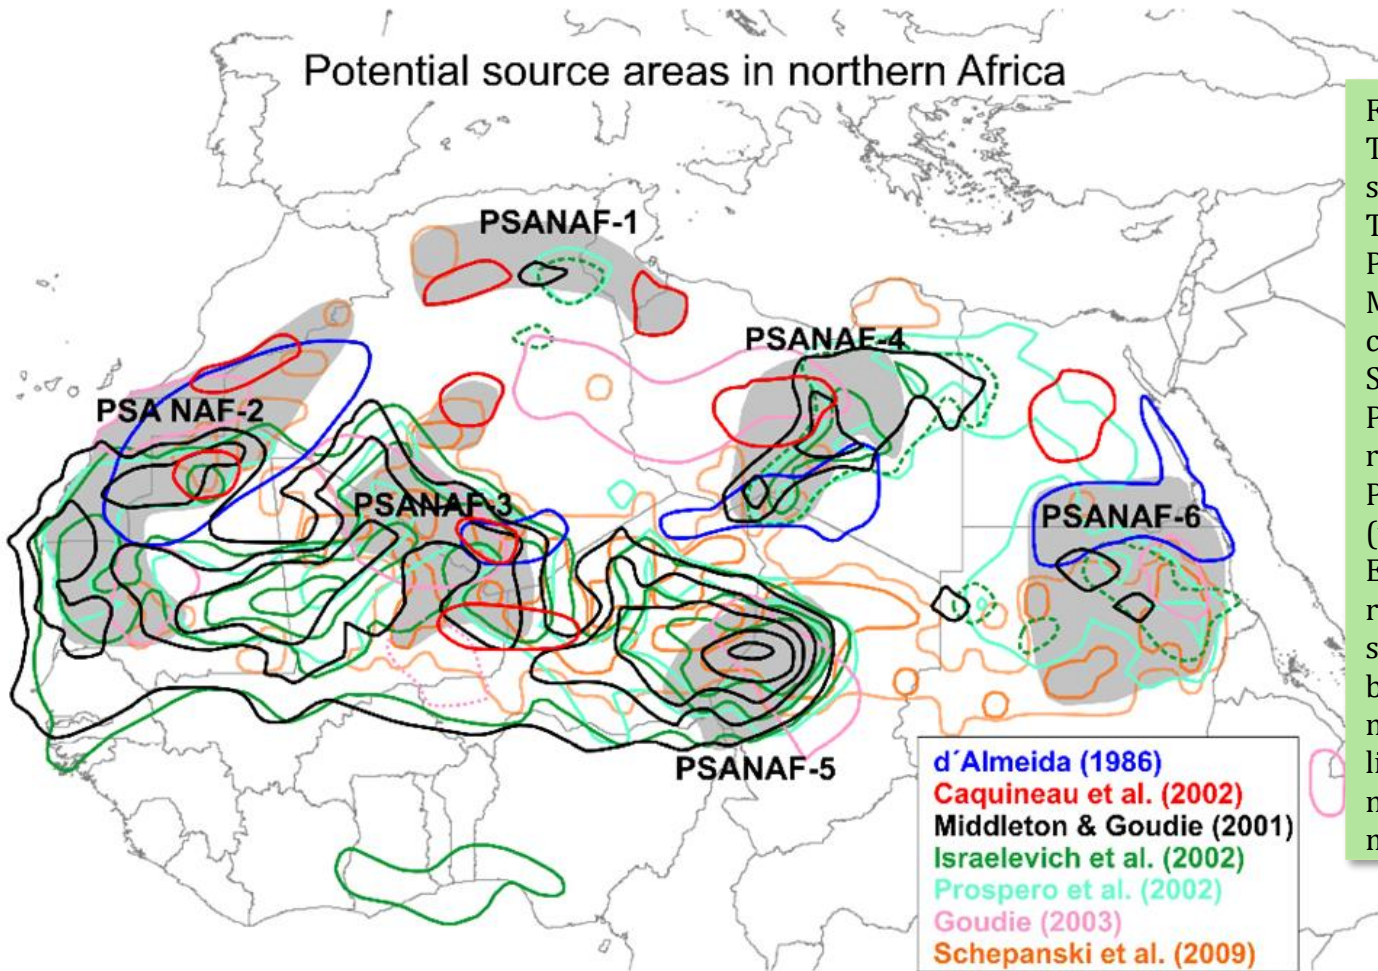 Potential source areas in northern Africa
PSANAF-1
PSANAF-4
PSA NAF-2
PSANAF-3
PSANAF-6
PSANAF-5
d´Almeida (1986)
Caquineau et al. (2002)
Middleton & Goudie (2001)
Israelevich et al. (2002)
Prospero et al. (2002)
Goudie (2003)
Schepanski et al. (2009)